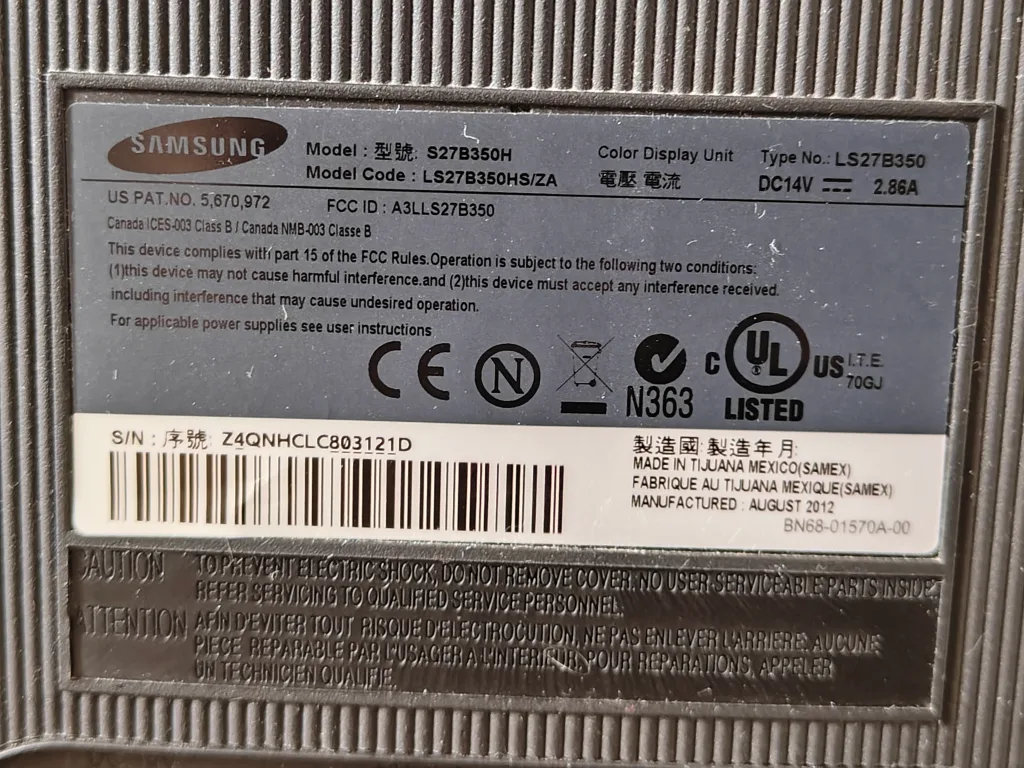 SAMSUNG
Model : 型號: S27B350H
Model Code : LS27B350HS/ZA
Color Display Unit
電壓 電流
Type No.: LS27B350
DC14V 2.86A
US PAT.NO. 5,670,972
FCC ID : A3LLS27B350
Canada ICES-003 Class B / Canada NMB-003 Classe B
This device complies with part 15 of the FCC Rules.Operation is subject to the following two conditions:
(1)this device may not cause harmful interference.and (2)this device must accept any interference received.
including interference that may cause undesired operation.
For applicable power supplies see user instructions
CE
N
N363
C UL US
LISTED
I.T.E.
70GJ
S/N : 序號: Z4QNHCLC803121D
製造國: 製造年月:
MADE IN TIJUANA MEXICO(SAMEX)
FABRIQUE AU TIJUANA MEXIQUE(SAMEX)
MANUFACTURED : AUGUST 2012
BN68-01570A-00
CAUTION TO PREVENT ELECTRIC SHOCK, DO NOT REMOVE COVER. NO USER-SERVICEABLE PARTS INSIDE.
REFER SERVICING TO QUALIFIED SERVICE PERSONNEL.
ATTENTION AFIN D'EVITER TOUT RISQUE D'ELECTROCUTION, NE PAS ENLEVER L'ARRIERE. AUCUNE
PIECE REPARABLE PAR L'USAGER A L'INTERIEUR. POUR REPARATIONS, APPELER
UN TECHNICIEN QUALIFIE.